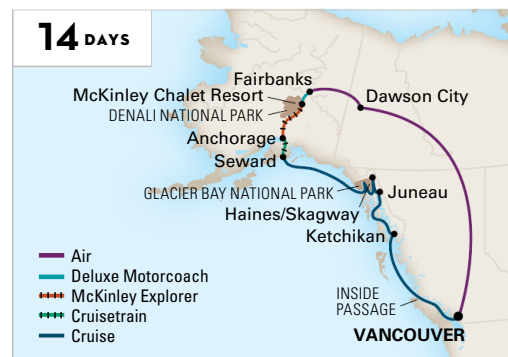 14 DAYS
Fairbanks
McKinley Chalet Resort
Dawson City
DENALI NATIONAL PARK
Anchorage
Seward
GLACIER BAY NATIONAL PARK
Juneau
Haines/Skagway
Ketchikan
Air
Deluxe Motorcoach
McKinley Explorer
Cruisetrain
Cruise
INSIDE
PASSAGE
VANCOUVER